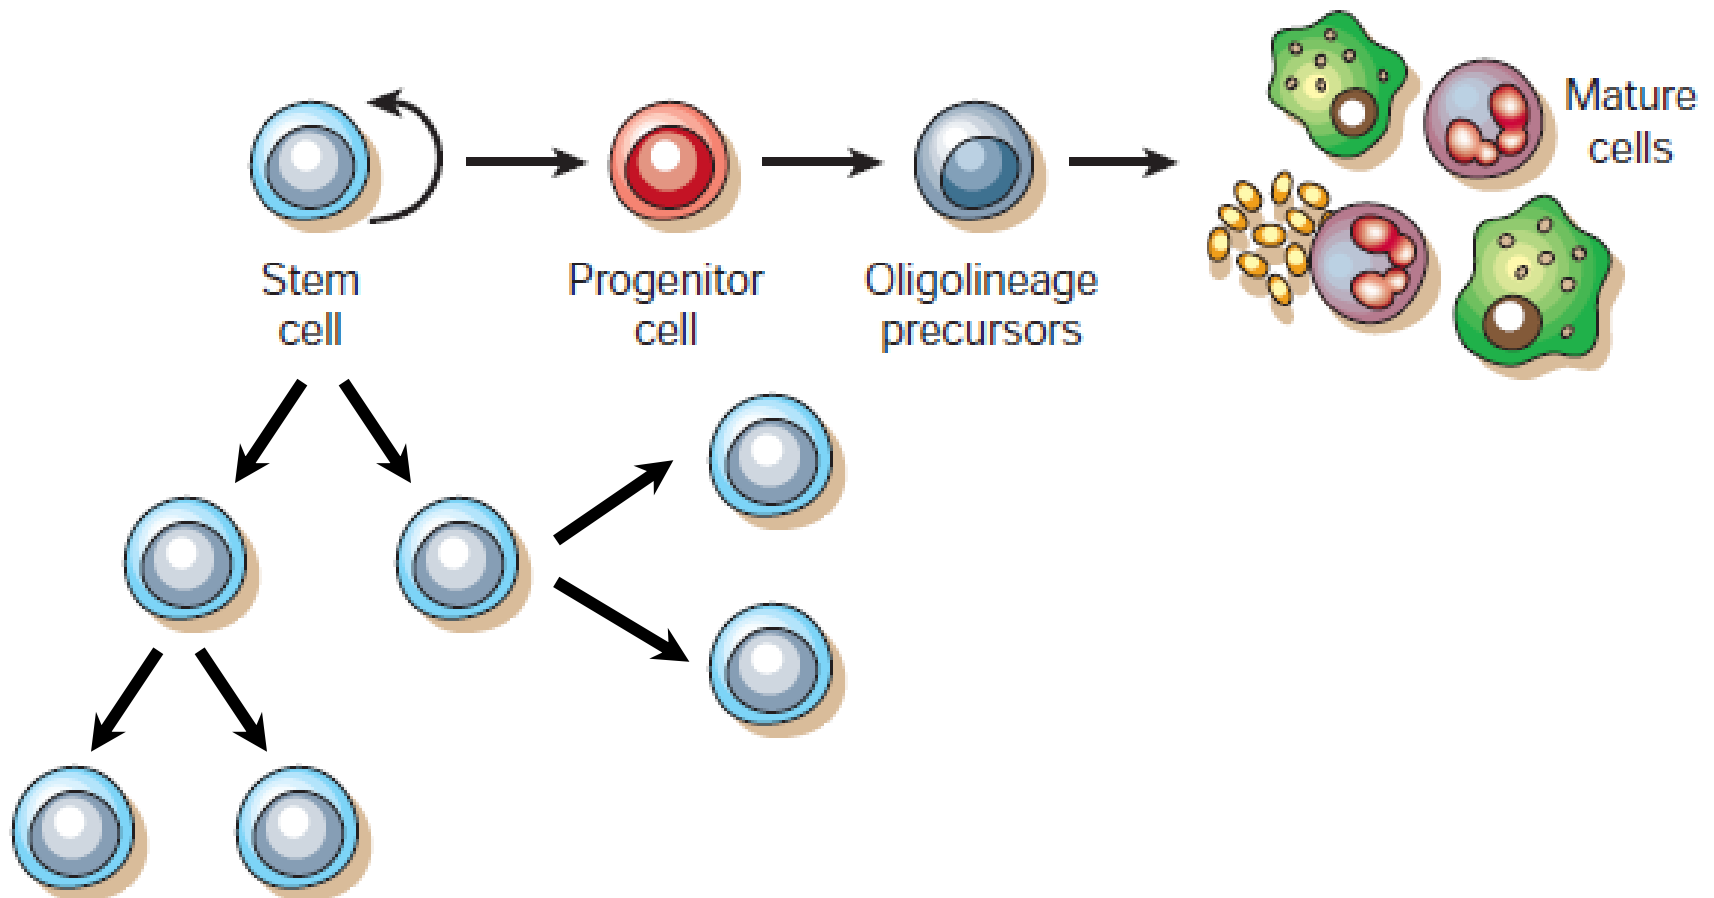 Stem
cell
Progenitor
cell
Oligolineage
precursors
Mature
cells